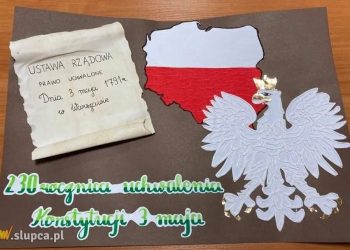 USTAWA RZĄDOWA
PRAWO UCHWALONE
Dnia 3 maja 1791r.
w Warszawie
230 rocznica uchwalenia
Konstytucji 3 maja
w.slupca.pl